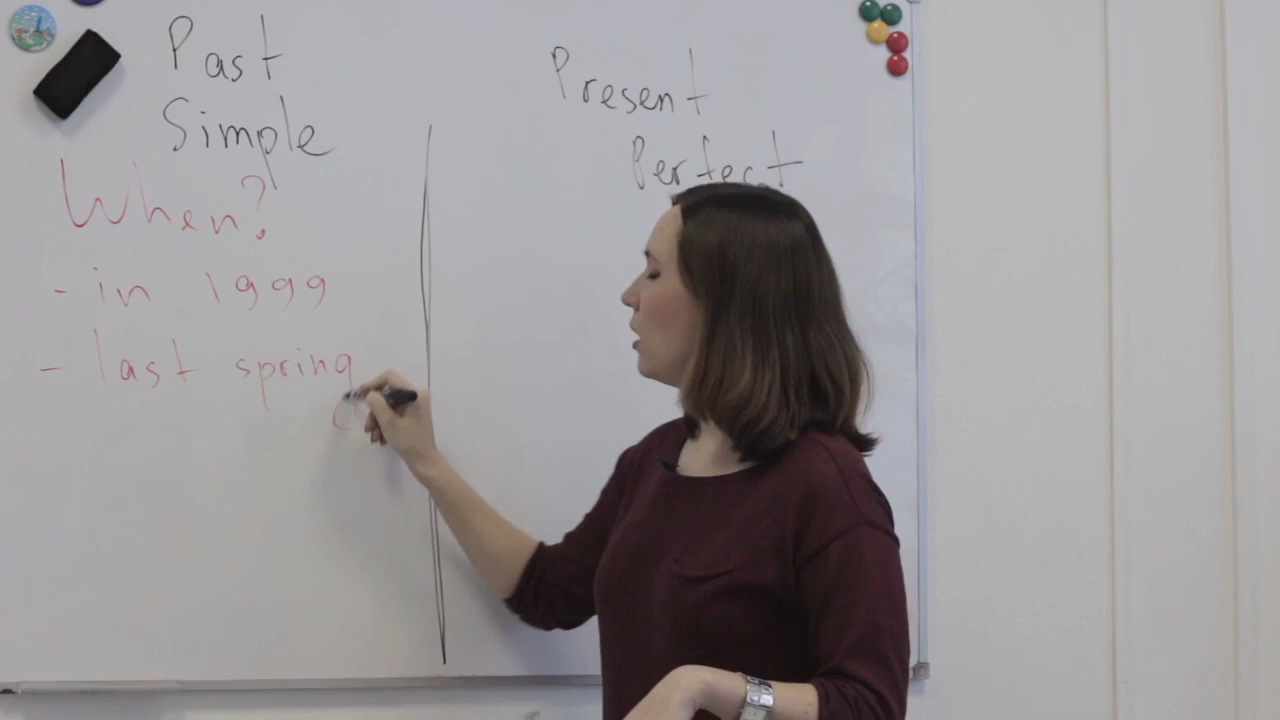 Past
Simple
When?
- in 1999
- last spring
Present
Perfect